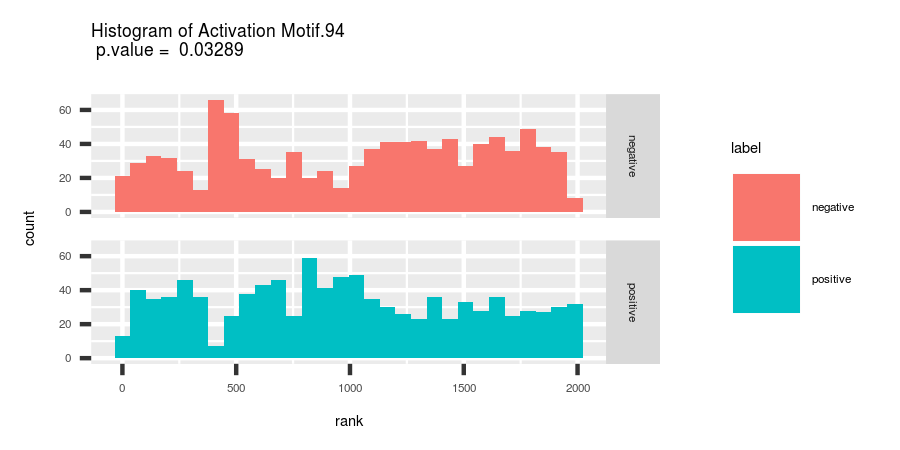 Histogram of Activation Motif.94
p.value = 0.03289
count
60
40
20
0
negative
60
40
20
0
positive
0 500 1000 1500 2000
rank
label
negative
positive